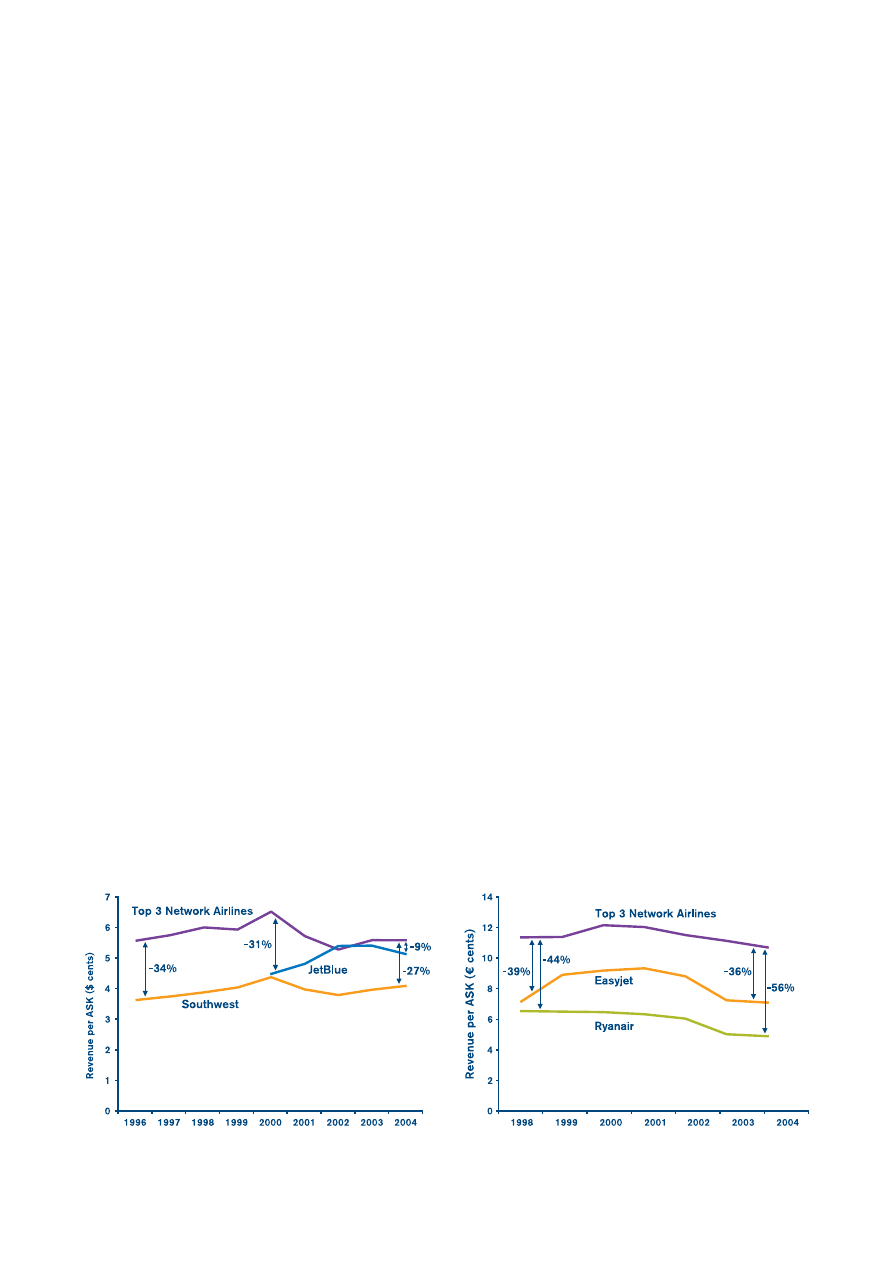 Revenue per ASK ($ cents)
7
6
5
4
3
2
1
0
Top 3 Network Airlines
-34%
-31%
JetBlue
Southwest
-9%
-27%
1996 1997 1998 1999 2000 2001 2002 2003 2004
Revenue per ASK (€ cents)
14
12
10
8
6
4
2
0
Top 3 Network Airlines
-39%
-44%
Easyjet
Ryanair
-36%
-56%
1998 1999 2000 2001 2002 2003 2004